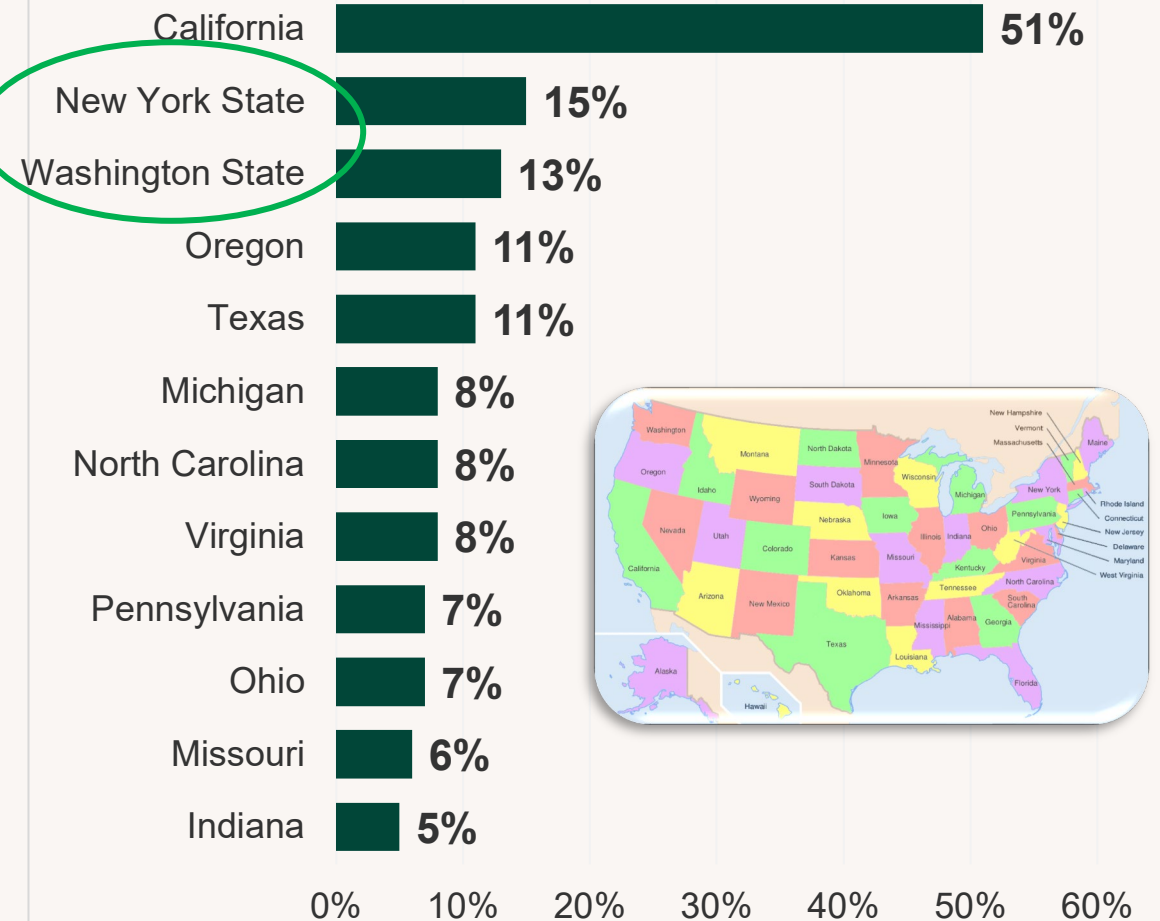 California 51%
New York State 15%
Washington State 13%
Oregon 11%
Texas 11%
Michigan 8%
North Carolina 8%
Virginia 8%
Pennsylvania 7%
Ohio 7%
Missouri 6%
Indiana 5%
0% 10% 20% 30% 40% 50% 60%
New Hampshire
Vermont
Massachusetts
Washington
Montana
North Dakota
Minnesota
Maine
Oregon
Idaho
Wyoming
South Dakota
Wisconsin
Michigan
New York
Rhode Island
Connecticut
New Jersey
Delaware
Maryland
West Virginia
Pennsylvania
Nevada
Utah
Colorado
Nebraska
Iowa
Illinois
Indiana
Ohio
Virginia
California
Kansas
Missouri
Kentucky
North Carolina
Arizona
New Mexico
Oklahoma
Arkansas
Tennessee
South
Carolina
Mississippi
Alabama
Georgia
Texas
Louisiana
Florida
Alaska
Hawai